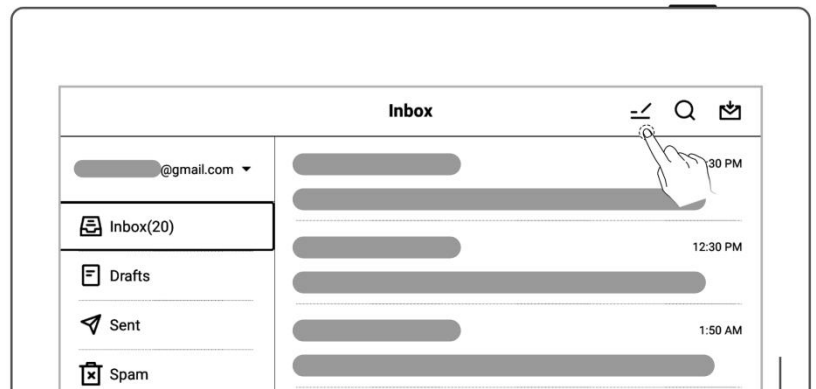 Inbox
@gmail.com
:30 PM
Inbox(20)
12:30 PM
Drafts
Sent
1:50 AM
Spam